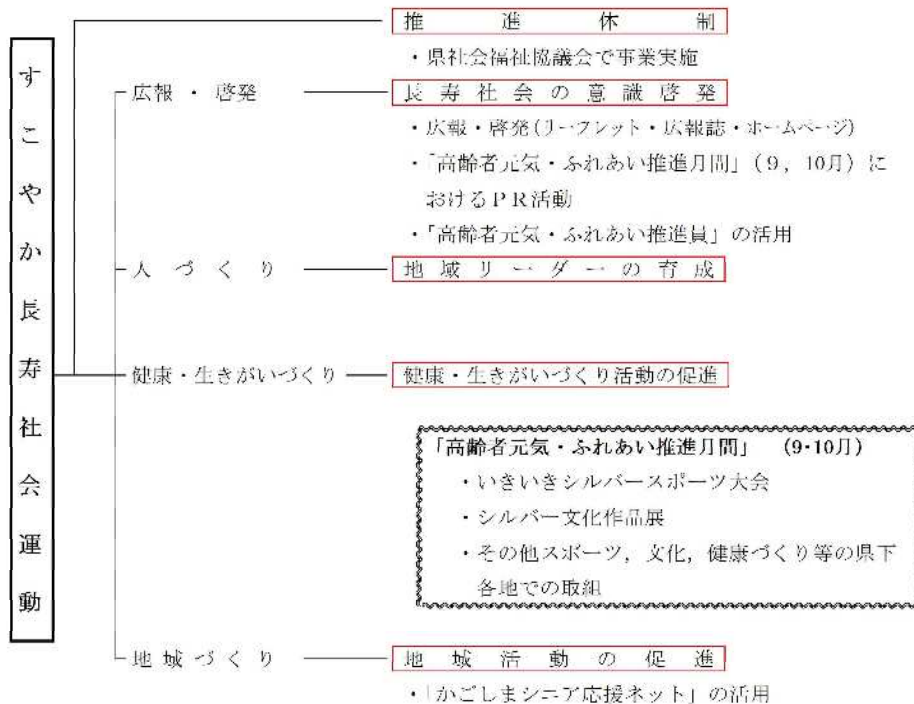 すこやか長寿社会運動
推進体制
・県社会福祉協議会で事業実施
広報・啓発
長寿社会の意識啓発
・広報・啓発(リーフレット・広報誌・ホームページ)
・「高齢者元気・ふれあい推進月間」(9,10月)に
おけるPR活動
・「高齢者元気・ふれあい推進員」の活用
人づくり
地域リーダーの育成
健康・生きがいづくり
健康・生きがいづくり活動の促進
「高齢者元気・ふれあい推進月間」 (9・10月)
・いきいきシルバースポーツ大会
・シルバー文化作品展
・その他スポーツ,文化,健康づくり等の県下
各地での取組
地域づくり
地域活動の促進
・「かごしまシニア応援ネット」の活用